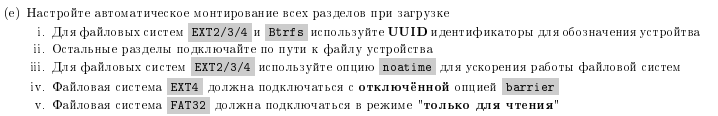 (e) Настройте автоматическое монтирование всех разделов при загрузке
i. Для файловых систем EXT2/3/4 и Btrfs используйте UUID идентификаторы для обозначения устройтва
ii. Остальные разделы подключайте по пути к файлу устройства
iii. Для файловых систем EXT2/3/4 используйте опцию noatime для ускорения работы файловой систем
iv. Файловая система EXT4 должна подключаться с отключённой опцией barrier
v. Файловая система FAT32 должна подключаться в режиме "только для чтения"